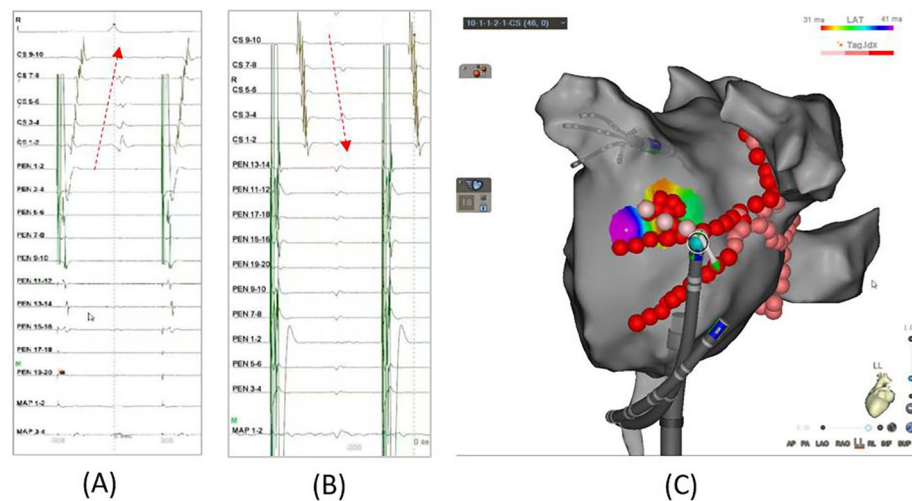 R
I
CS 9-10
CS 7-8
CS 5-6
CS 3-4
CS 1-2
PEN 1-2
PEN 3-4
PEN 5-6
PEN 7-8
PEN 9-10
PEN 11-12
PEN 13-14
PEN 15-16
PEN 17-18
M
PEN 19-20
MAP 1-2
MAP 3-4
(A)
CS 9-10
CS 7-8
R
CS 5-6
CS 3-4
CS 1-2
PEN 13-14
PEN 11-12
PEN 17-18
PEN 15-16
PEN 19-20
PEN 9-10
PEN 7-8
PEN 1-2
PEN 5-6
PEN 3-4
M
MAP 1-2
(B)
10-1-1-2-1-CS (46, 0)
31 ms LAT 41 ms
Tag.Idx
18
LL
AP PA LAO RAO LL RL INF SUP
(C)